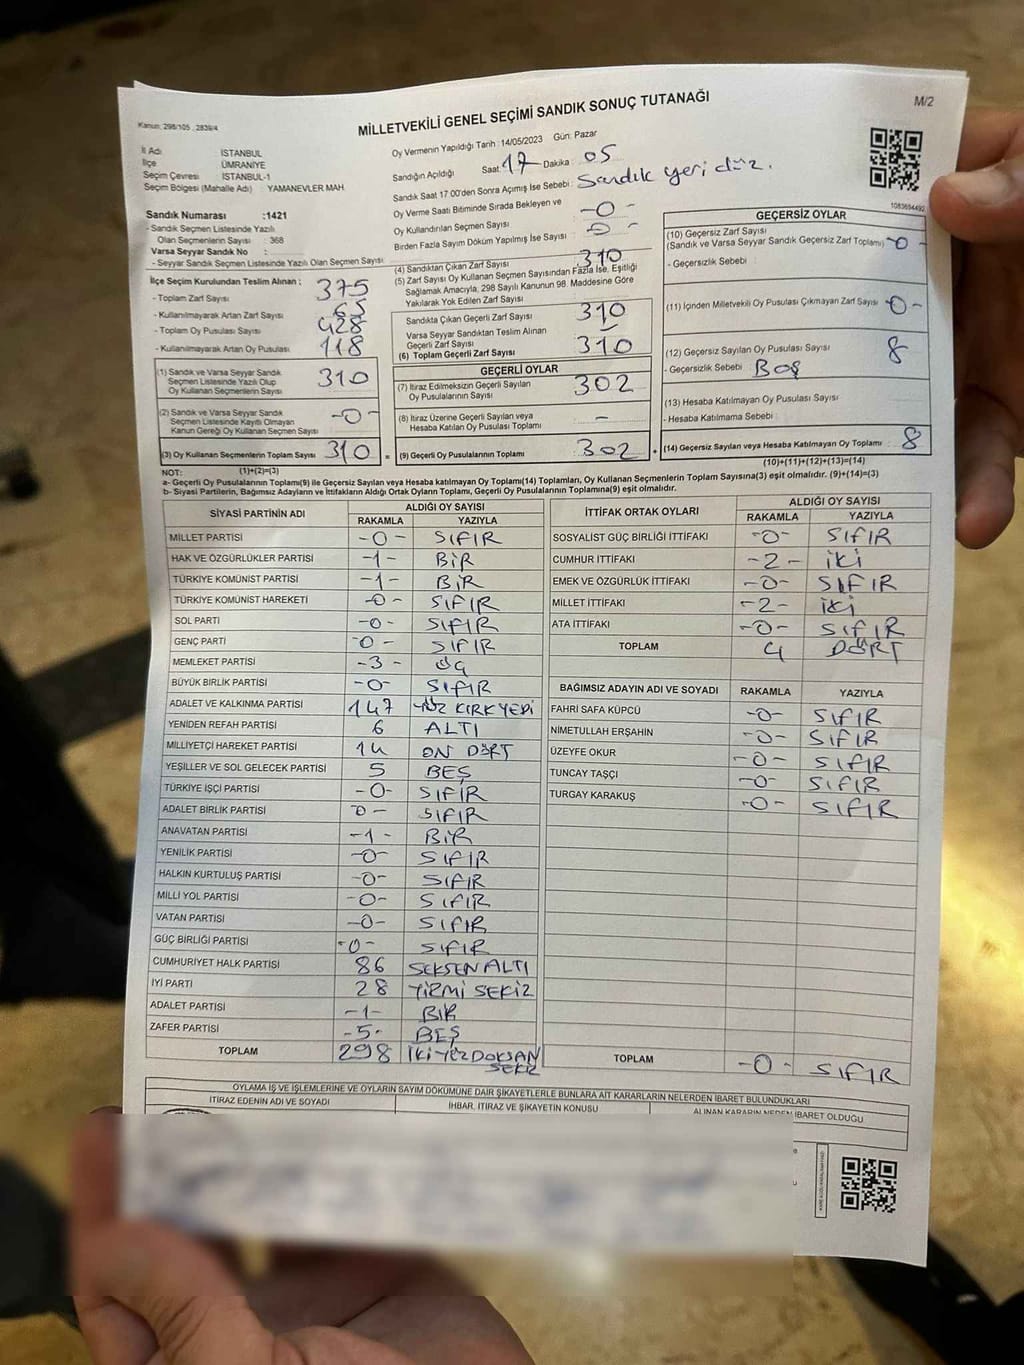 Kanun: 298/105 , 2839/4
MİLLETVEKİLİ GENEL SEÇİMİ SANDIK SONUÇ TUTANAĞI
M/2
İl Adı İSTANBUL
İlçe ÜMRANİYE
Seçim Çevresi İSTANBUL-1
Seçim Bölgesi (Mahalle Adı) YAMANEVLER MAH.
Oy Vermenin Yapıldığı Tarih : 14/05/2023 Gün: Pazar
Sandığın Açıldığı Saat: 17 Dakika : 05
Sandık Saat 17:00'den Sonra Açımış İse Sebebi : Sandık yeri düz.
Oy Verme Saati Bitiminde Sırada Bekleyen ve
Oy Kullandırılan Seçmen Sayısı : -0-
Birden Fazla Sayım Döküm Yapılmış İse Sayısı : -0-
1083694492
Sandık Numarası :1421
- Sandık Seçmen Listesinde Yazılı
Olan Seçmenlerin Sayısı : 368
Varsa Seyyar Sandık No :
- Seyyar Sandık Seçmen Listesinde Yazılı Olan Seçmen Sayısı :
İlçe Seçim Kurulundan Teslim Alınan ;
- Toplam Zarf Sayısı 375
- Kullanılmayarak Artan Zarf Sayısı 65
- Toplam Oy Pusulası Sayısı 428
- Kullanılmayarak Artan Oy Pusulası 118
(1) Sandık ve Varsa Seyyar Sandık
Seçmen Listesinde Yazılı Olup
Oy Kullanan Seçmenlerin Sayısı 310
(2) Sandık ve Varsa Seyyar Sandık
Seçmen Listesinde Kayıtlı Olmayan
Kanun Gereği Oy Kullanan Seçmen Sayısı -0-
(3) Oy Kullanan Seçmenlerin Toplam Sayısı 310
(1)+(2)=(3)
(4) Sandıktan Çıkan Zarf Sayısı 310
(5) Zarf Sayısı Oy Kullanan Seçmen Sayısından Fazla İse, Eşitliği
Sağlamak Amacıyla, 298 Sayılı Kanunun 98. Maddesine Göre
Yakılarak Yok Edilen Zarf Sayısı
Sandıkta Çıkan Geçerli Zarf Sayısı 310
Varsa Seyyar Sandıktan Teslim Alınan
Geçerli Zarf Sayısı
(6) Toplam Geçerli Zarf Sayısı 310
GEÇERLİ OYLAR
(7) İtiraz Edilmeksizin Geçerli Sayılan
Oy Pusulalarının Sayısı 302
(8) İtiraz Üzerine Geçerli Sayılan veya
Hesaba Katılan Oy Pusulası Toplamı -
(9) Geçerli Oy Pusulalarının Toplamı 302
GEÇERSİZ OYLAR
(10) Geçersiz Zarf Sayısı
(Sandık ve Varsa Seyyar Sandık Geçersiz Zarf Toplamı) -0-
- Geçersizlik Sebebi :
(11) İçinden Milletvekili Oy Pusulası Çıkmayan Zarf Sayısı -0-
(12) Geçersiz Sayılan Oy Pusulası Sayısı 8
- Geçersizlik Sebebi : BOŞ
(13) Hesaba Katılmayan Oy Pusulası Sayısı :
- Hesaba Katılmama Sebebi :
(14) Geçersiz Sayılan veya Hesaba Katılmayan Oy Toplamı : 8
(10)+(11)+(12)+(13)=(14)
NOT:
a- Geçerli Oy Pusulalarının Toplamı(9) ile Geçersiz Sayılan veya Hesaba katılmayan oy Toplamı(14) Toplamları, Oy Kullanan Seçmenlerin Toplam Sayısına(3) eşit olmalıdır. (9)+(14)=(3)
b- Siyasi Partilerin, Bağımsız Adayların ve İttifakların Aldığı Ortak Oyların Toplamı, Geçerli Oy Pusulalarının Toplamına(9) eşit olmalıdır.
SİYASİ PARTİNİN ADI ALDIĞI OY SAYISI
RAKAMLA YAZIYLA
MİLLET PARTİSİ -0- SIFIR
HAK VE ÖZGÜRLÜKLER PARTİSİ -1- BİR
TÜRKİYE KOMÜNİST PARTİSİ -1- BİR
TÜRKİYE KOMÜNİST HAREKETİ -0- SIFIR
SOL PARTİ -0- SIFIR
GENÇ PARTİ -0- SIFIR
MEMLEKET PARTİSİ -3- ÜÇ
BÜYÜK BİRLİK PARTİSİ -0- SIFIR
ADALET VE KALKINMA PARTİSİ 147 YÜZ KIRK YEDİ
YENİDEN REFAH PARTİSİ 6 ALTI
MİLLİYETÇİ HAREKET PARTİSİ 14 ON DÖRT
YEŞİLLER VE SOL GELECEK PARTİSİ 5 BEŞ
TÜRKİYE İŞÇİ PARTİSİ -0- SIFIR
ADALET BİRLİK PARTİSİ 0- SIFIR
ANAVATAN PARTİSİ -1- BİR
YENİLİK PARTİSİ -0- SIFIR
HALKIN KURTULUŞ PARTİSİ -0- SIFIR
MİLLİ YOL PARTİSİ -0- SIFIR
VATAN PARTİSİ -0- SIFIR
GÜÇ BİRLİĞİ PARTİSİ -0- SIFIR
CUMHURİYET HALK PARTİSİ 86 SEKSEN ALTI
İYİ PARTİ 28 YİRMİ SEKİZ
ADALET PARTİSİ -1- BİR
ZAFER PARTİSİ -5- BEŞ
TOPLAM 298 İKİ YÜZ DOKSAN
SEKİZ
İTTİFAK ORTAK OYLARI ALDIĞI OY SAYISI
RAKAMLA YAZIYLA
SOSYALİST GÜÇ BİRLİĞİ İTTİFAKI -0- SIFIR
CUMHUR İTTİFAKI -2- İKİ
EMEK VE ÖZGÜRLÜK İTTİFAKI -0- SIFIR
MİLLET İTTİFAKI -2- İKİ
ATA İTTİFAKI -0- SIFIR
TOPLAM 4 DÖRT
BAĞIMSIZ ADAYIN ADI VE SOYADI RAKAMLA YAZIYLA
FAHRİ SAFA KÜPCÜ -0- SIFIR
NİMETULLAH ERŞAHİN -0- SIFIR
ÜZEYFE OKUR -0- SIFIR
TUNCAY TAŞÇI -0- SIFIR
TURGAY KARAKUŞ -0- SIFIR
TOPLAM -0- SIFIR
OYLAMA İŞ VE İŞLEMLERİNE VE OYLARIN SAYIM DÖKÜMÜNE DAİR ŞİKAYETLERLE BUNLARA AİT KARARLARIN NELERDEN İBARET BULUNDUKLARI
İTİRAZ EDENİN ADI VE SOYADI İHBAR, İTİRAZ VE ŞİKAYETİN KONUSU ALINAN KARARIN NEDEN İBARET OLDUĞU